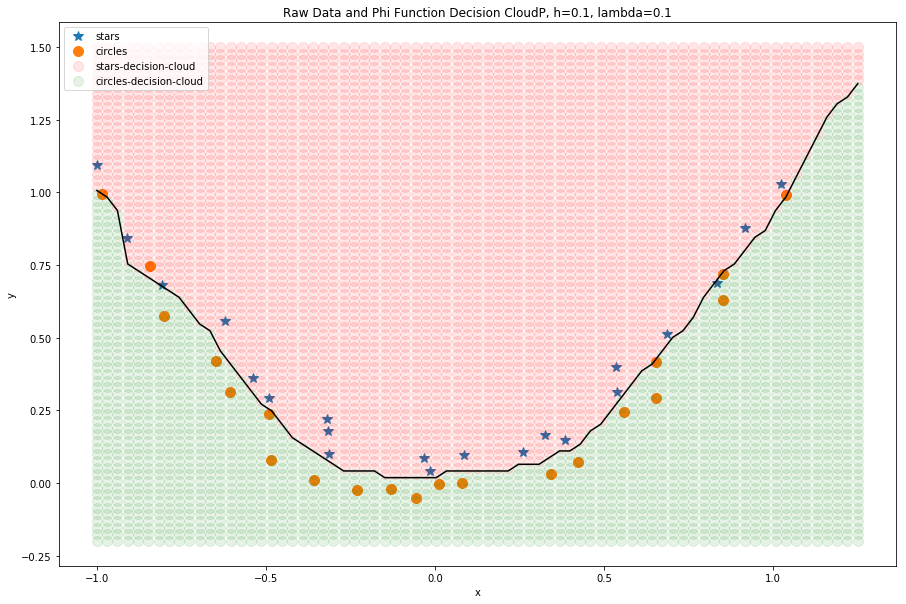 Raw Data and Phi Function Decision CloudP, h=0.1, lambda=0.1
stars
circles
stars-decision-cloud
circles-decision-cloud
1.50
1.25
1.00
0.75
0.50
0.25
0.00
−0.25
y
−1.0
−0.5
0.0
0.5
1.0
x